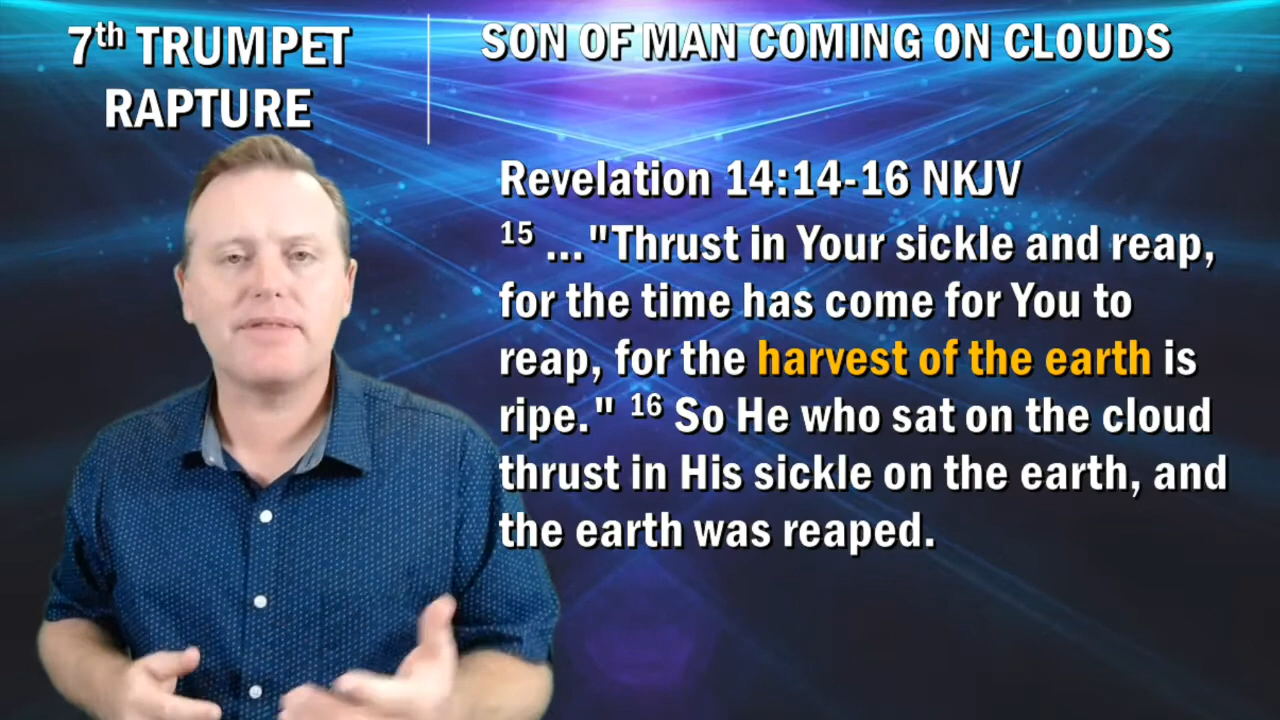 7th TRUMPET
RAPTURE
SON OF MAN COMING ON CLOUDS
Revelation 14:14-16 NKJV
15 ..."Thrust in Your sickle and reap,
for the time has come for You to
reap, for the harvest of the earth is
ripe." 16 So He who sat on the cloud
thrust in His sickle on the earth, and
the earth was reaped.